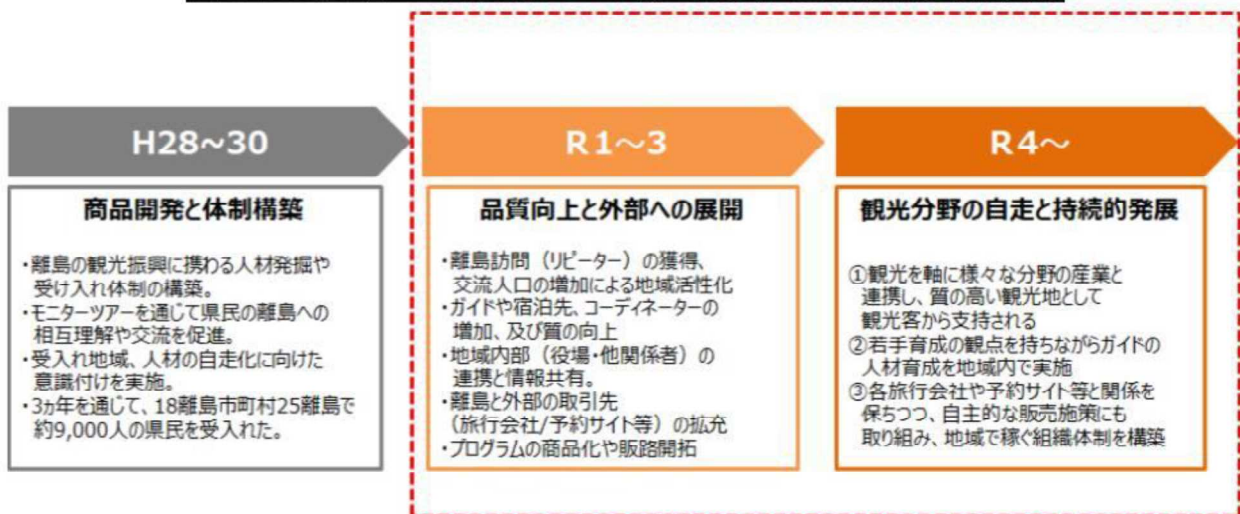 H28~30
商品開発と体制構築
・離島の観光振興に携わる人材発掘や
受け入れ体制の構築。
・モニターツアーを通じて県民の離島への
相互理解や交流を促進。
・受入れ地域、人材の自走化に向けた
意識付けを実施。
・3ヵ年を通じて、18離島市町村25離島で
約9,000人の県民を受入れた。
R1～3
品質向上と外部への展開
・離島訪問（リピーター）の獲得、
交流人口の増加による地域活性化
・ガイドや宿泊先、コーディネーターの
増加、及び質の向上
・地域内部（役場・他関係者）の
連携と情報共有。
・離島と外部の取引先
（旅行会社/予約サイト等）の拡充
・プログラムの商品化や販路開拓
R4～
観光分野の自走と持続的発展
①観光を軸に様々な分野の産業と
連携し、質の高い観光地として
観光客から支持される
②若手育成の観点を持ちながらガイドの
人材育成を地域内で実施
③各旅行会社や予約サイト等と関係を
保ちつつ、自主的な販売施策にも
取り組み、地域で稼ぐ組織体制を構築